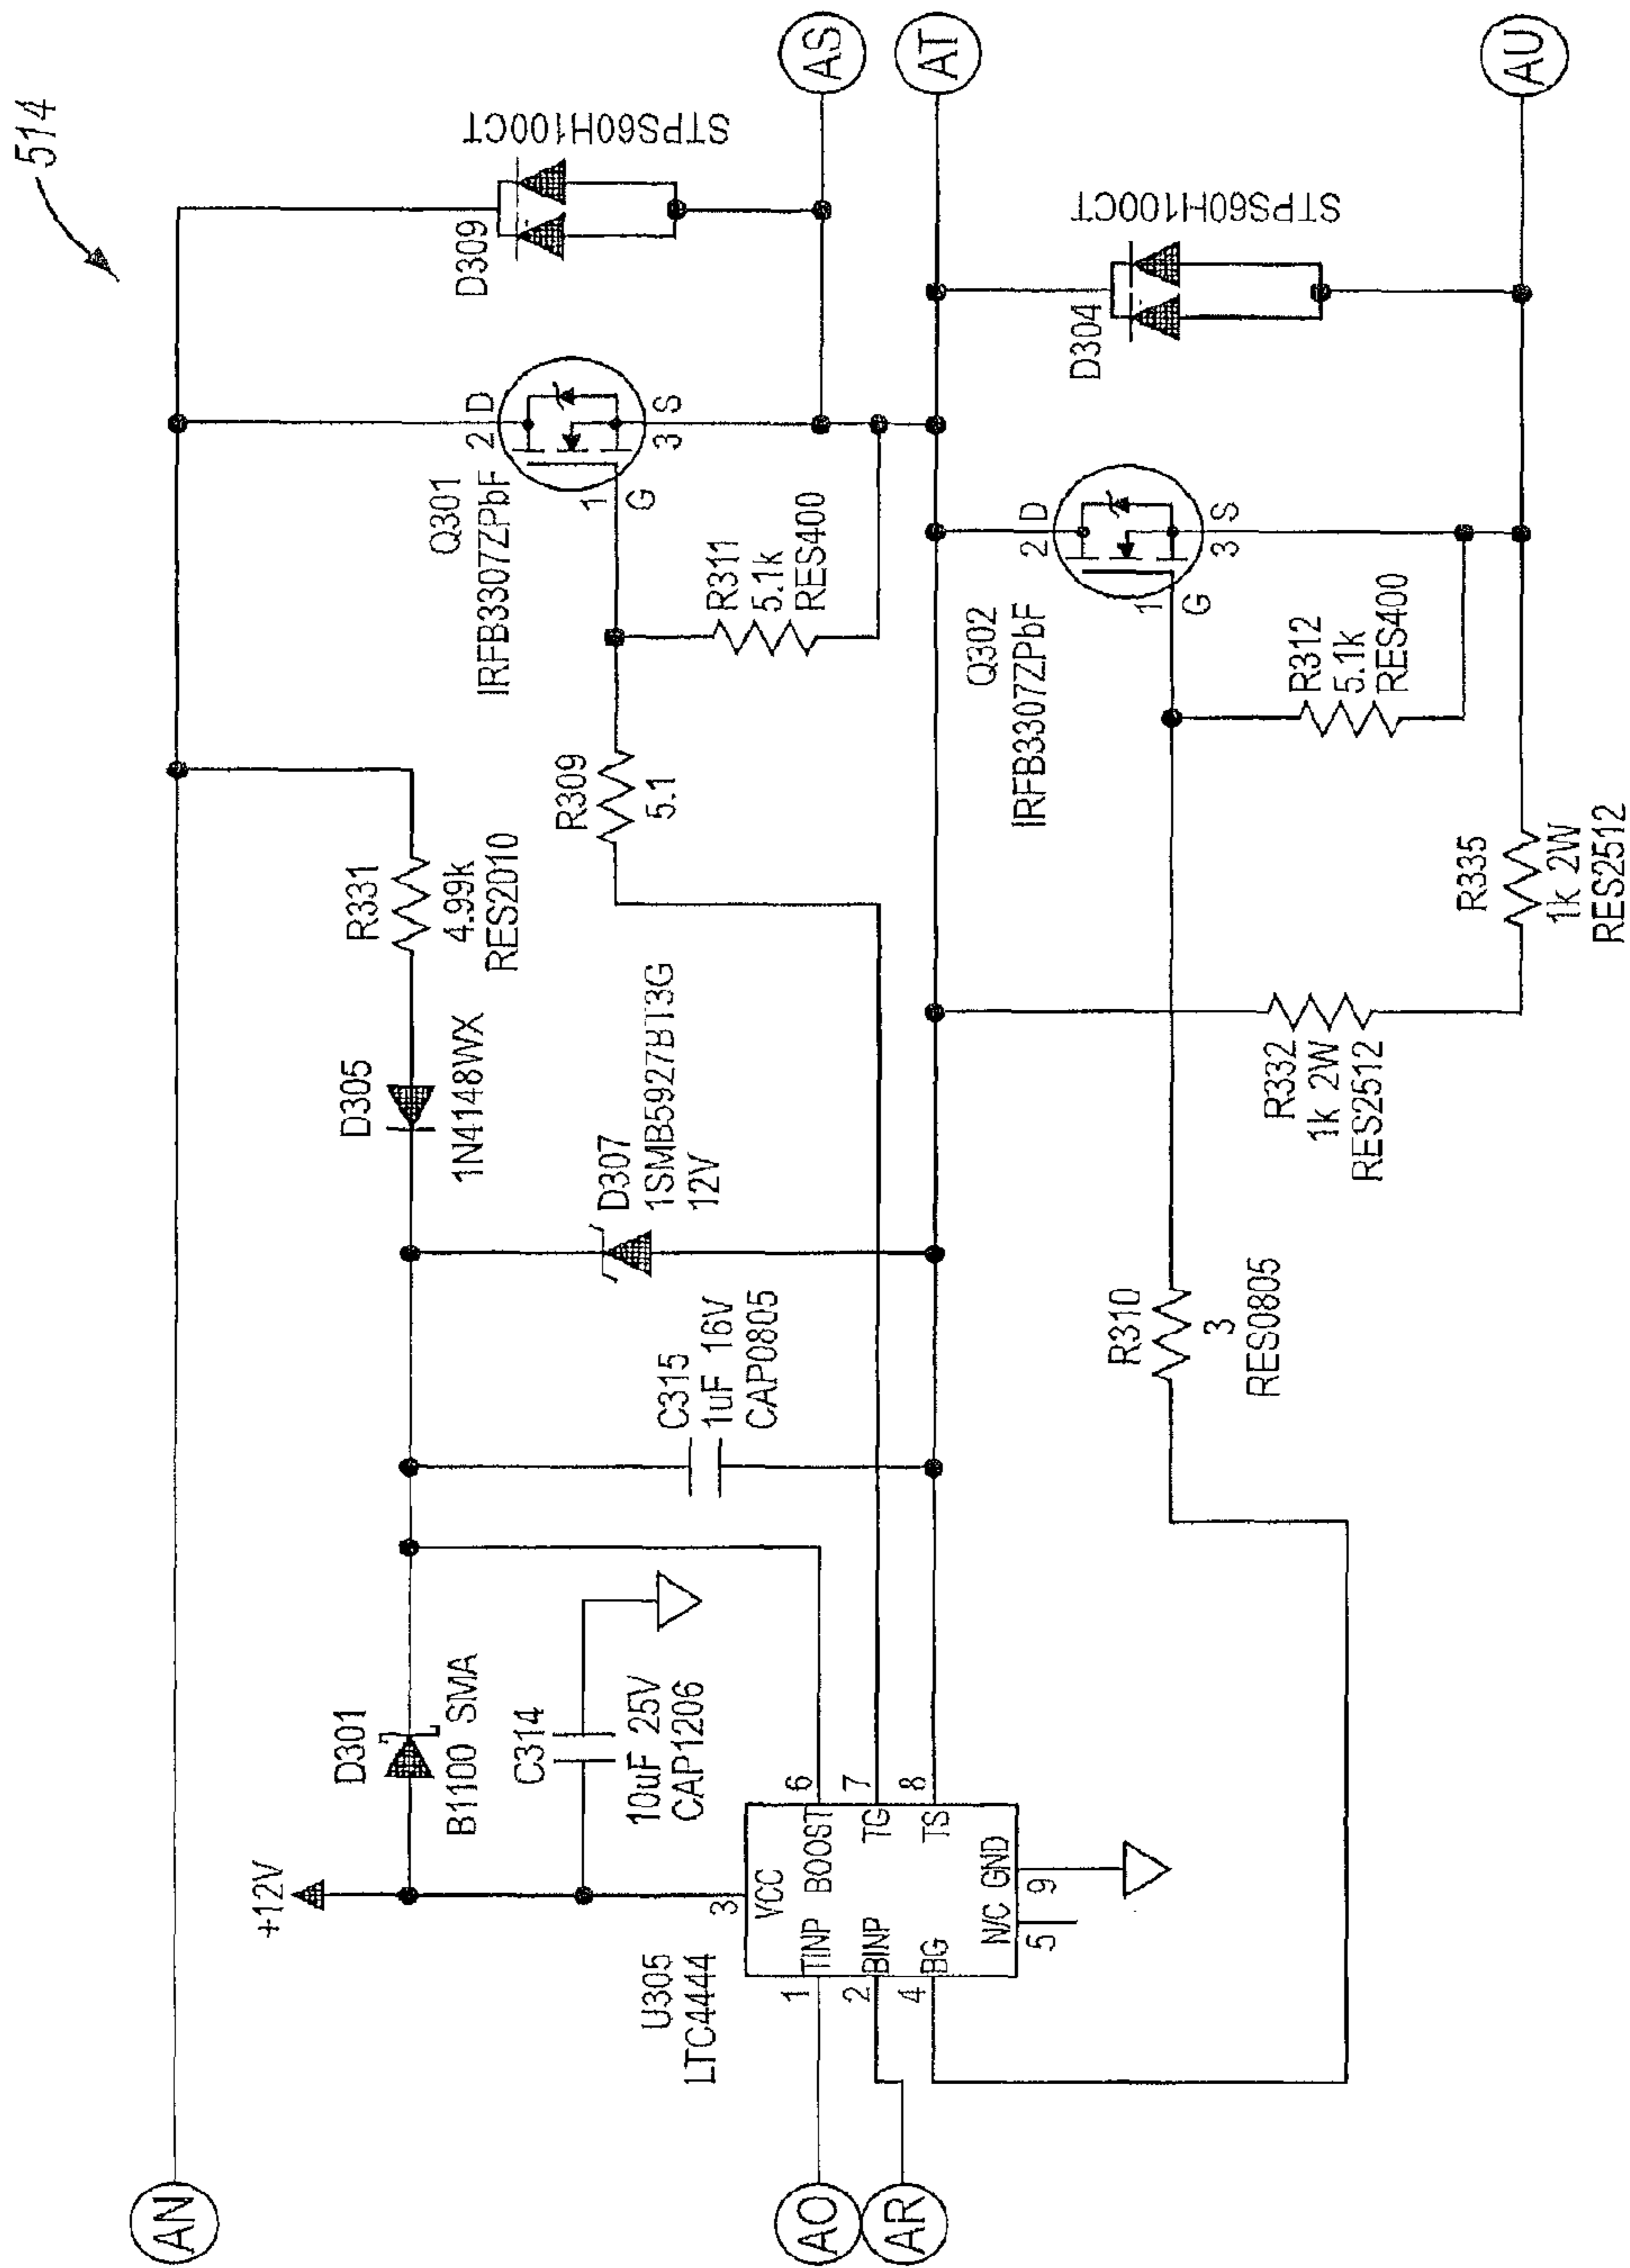 514
AN
AS
AT
AU
AO
AR
D309
STPS60H100CT
D304
STPS60H100CT
Q301
IRFB3307ZPbF
2 D
1
G
3 S
R311
5.1k
RES400
R309
5.1
R331
4.99k
RES2010
D305
1N4148WX
D307
1SMB5927BT3G
12V
C315
1uF 16V
CAP0805
D301
B1100 SMA
+12V
C314
10uF 25V
CAP1206
U305
LTC4444
3
VCC
1
TINP
2
BINP
4
BG
BOOST
6
TG
7
TS
8
N/C
5
GND
9
Q302
IRFB3307ZPbF
2 D
1
G
3 S
R312
5.1k
RES400
R310
3
RES0805
R332
1k 2W
RES2512
R335
1k 2W
RES2512